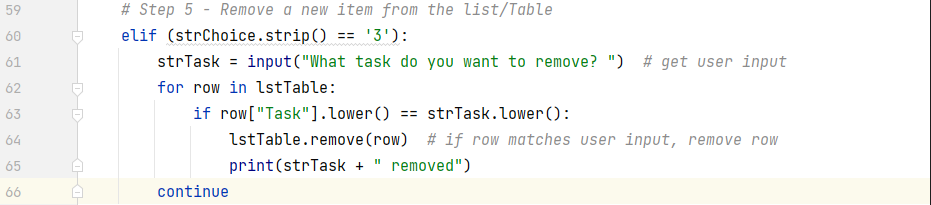 59 # Step 5 - Remove a new item from the list/Table
60 elif (strChoice.strip() == '3'):
61 strTask = input("What task do you want to remove? ")  # get user input
62 for row in lstTable:
63 if row["Task"].lower() == strTask.lower():
64 lstTable.remove(row)  # if row matches user input, remove row
65 print(strTask + " removed")
66 continue